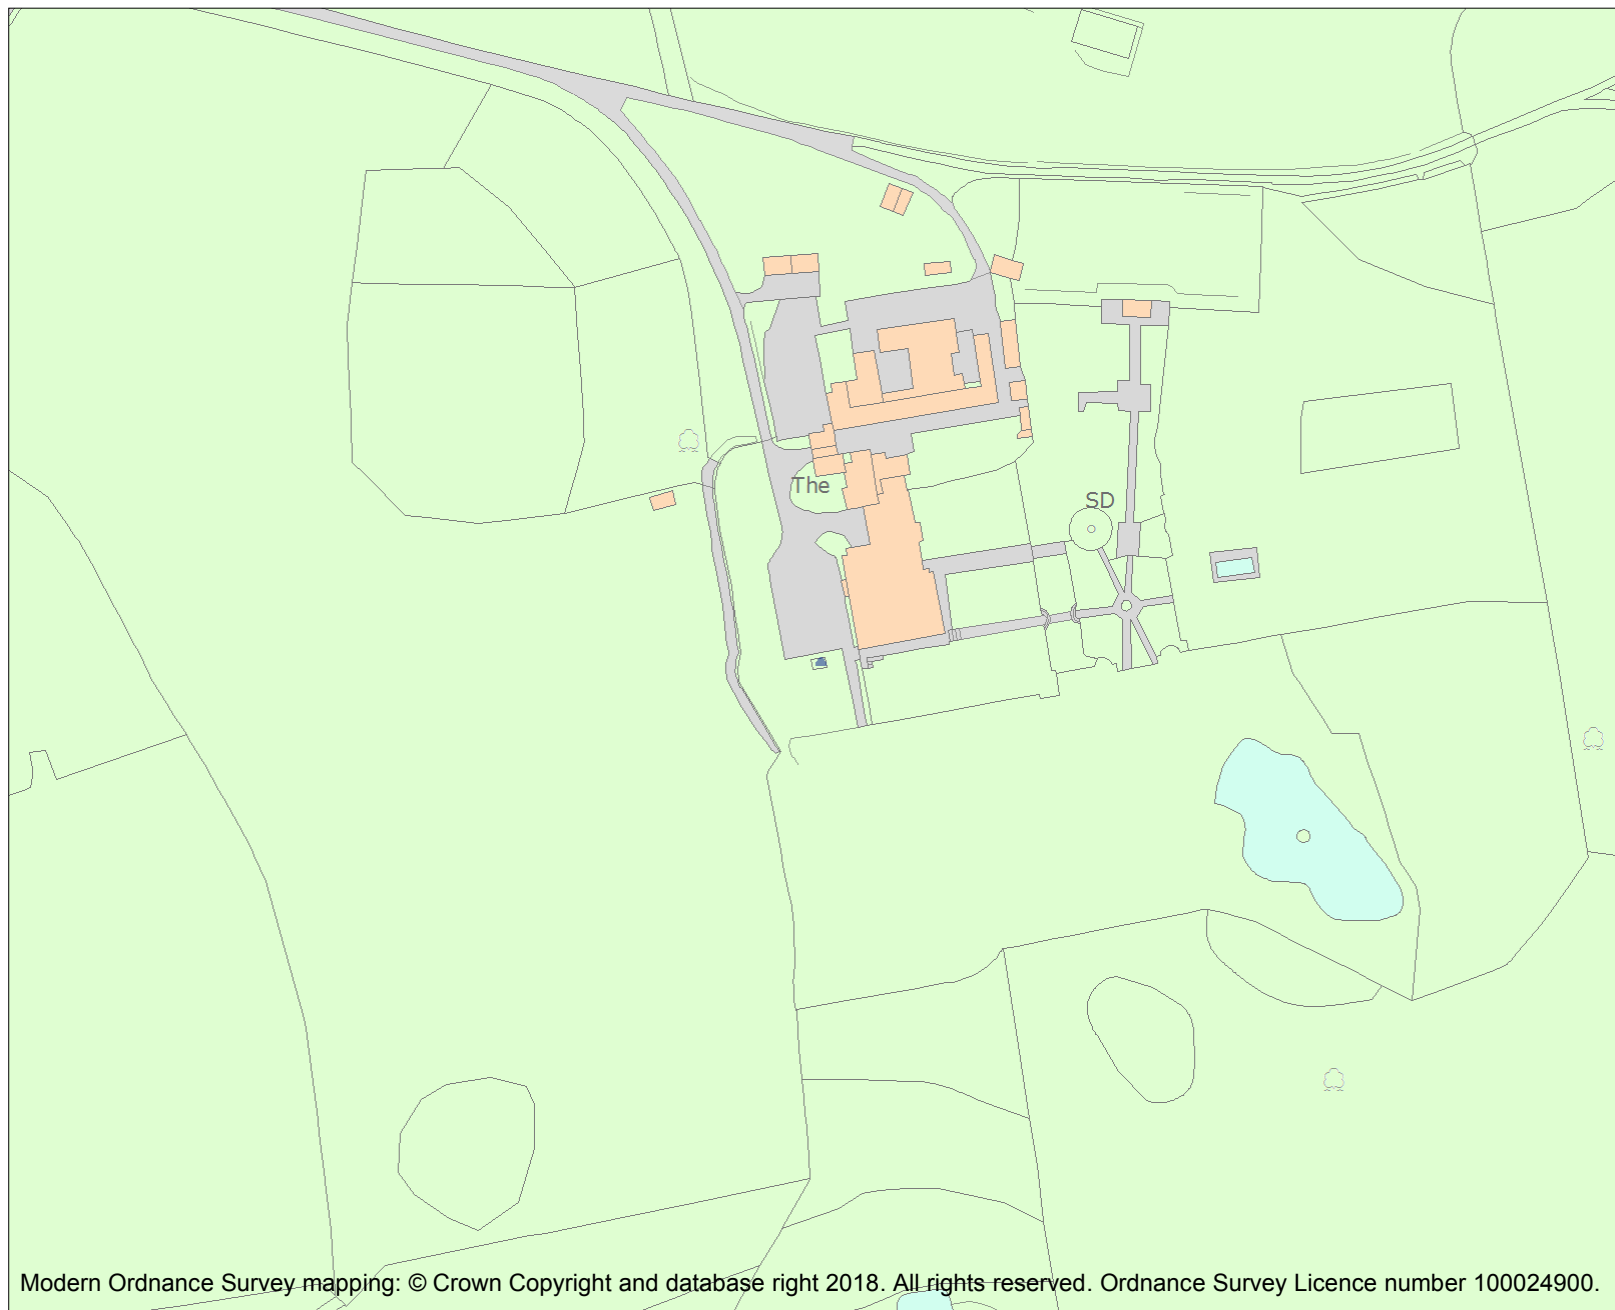 The
SD
Modern Ordnance Survey mapping: © Crown Copyright and database right 2018. All rights reserved. Ordnance Survey Licence number 100024900.